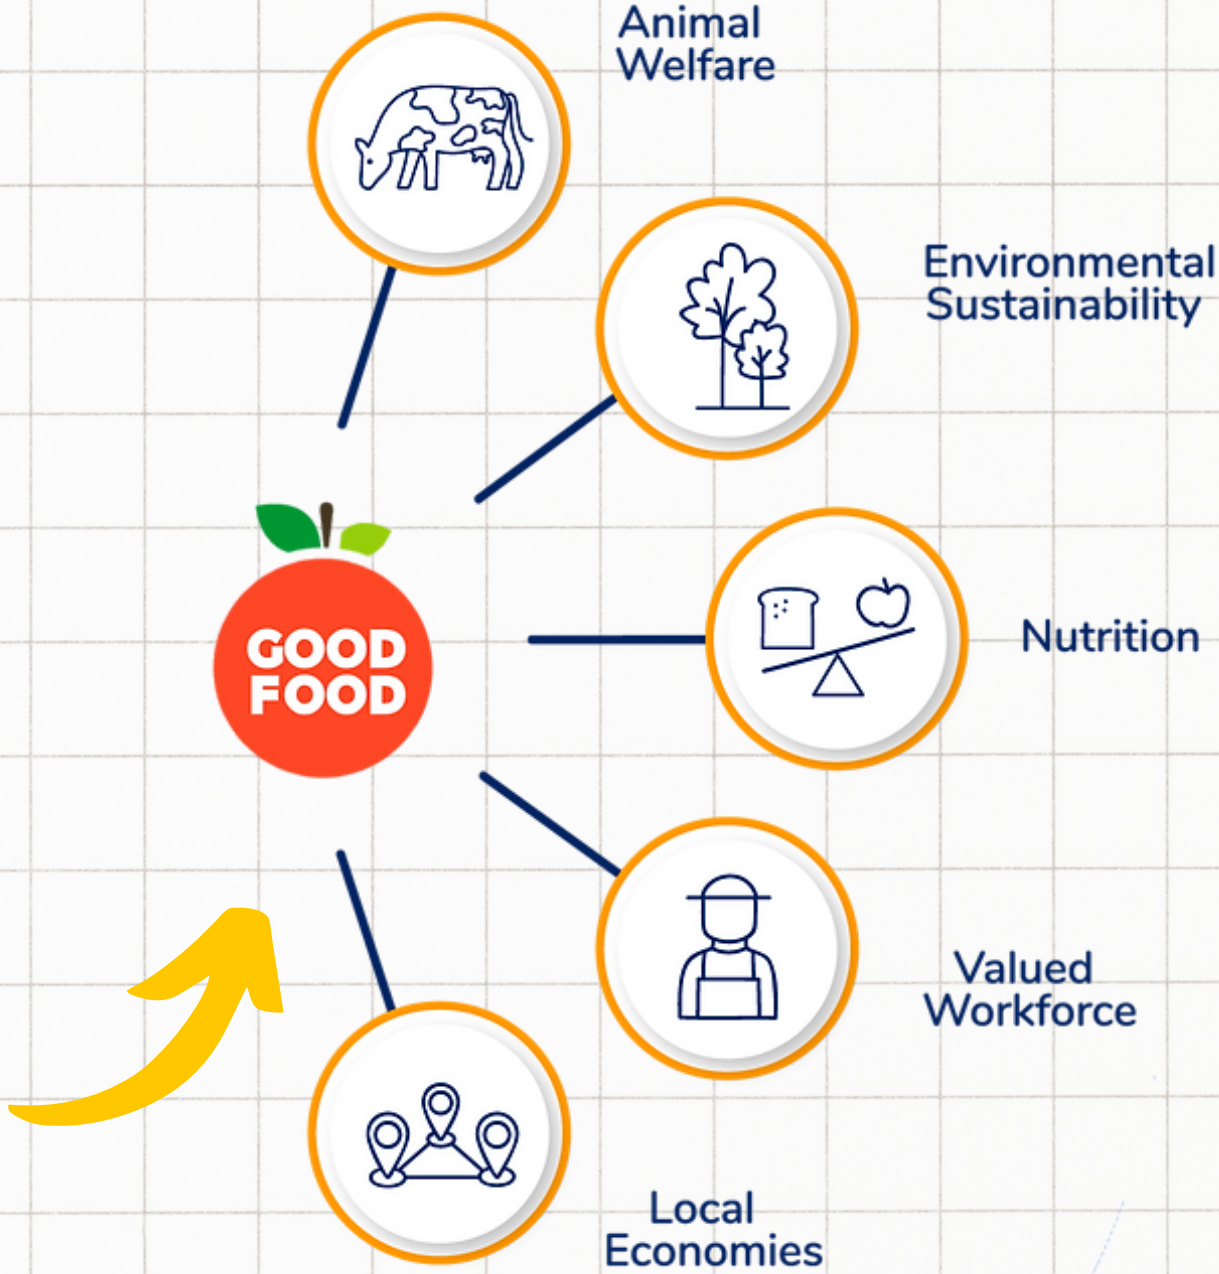 Animal
Welfare
Environmental
Sustainability
GOOD
FOOD
Nutrition
Valued
Workforce
Local
Economies